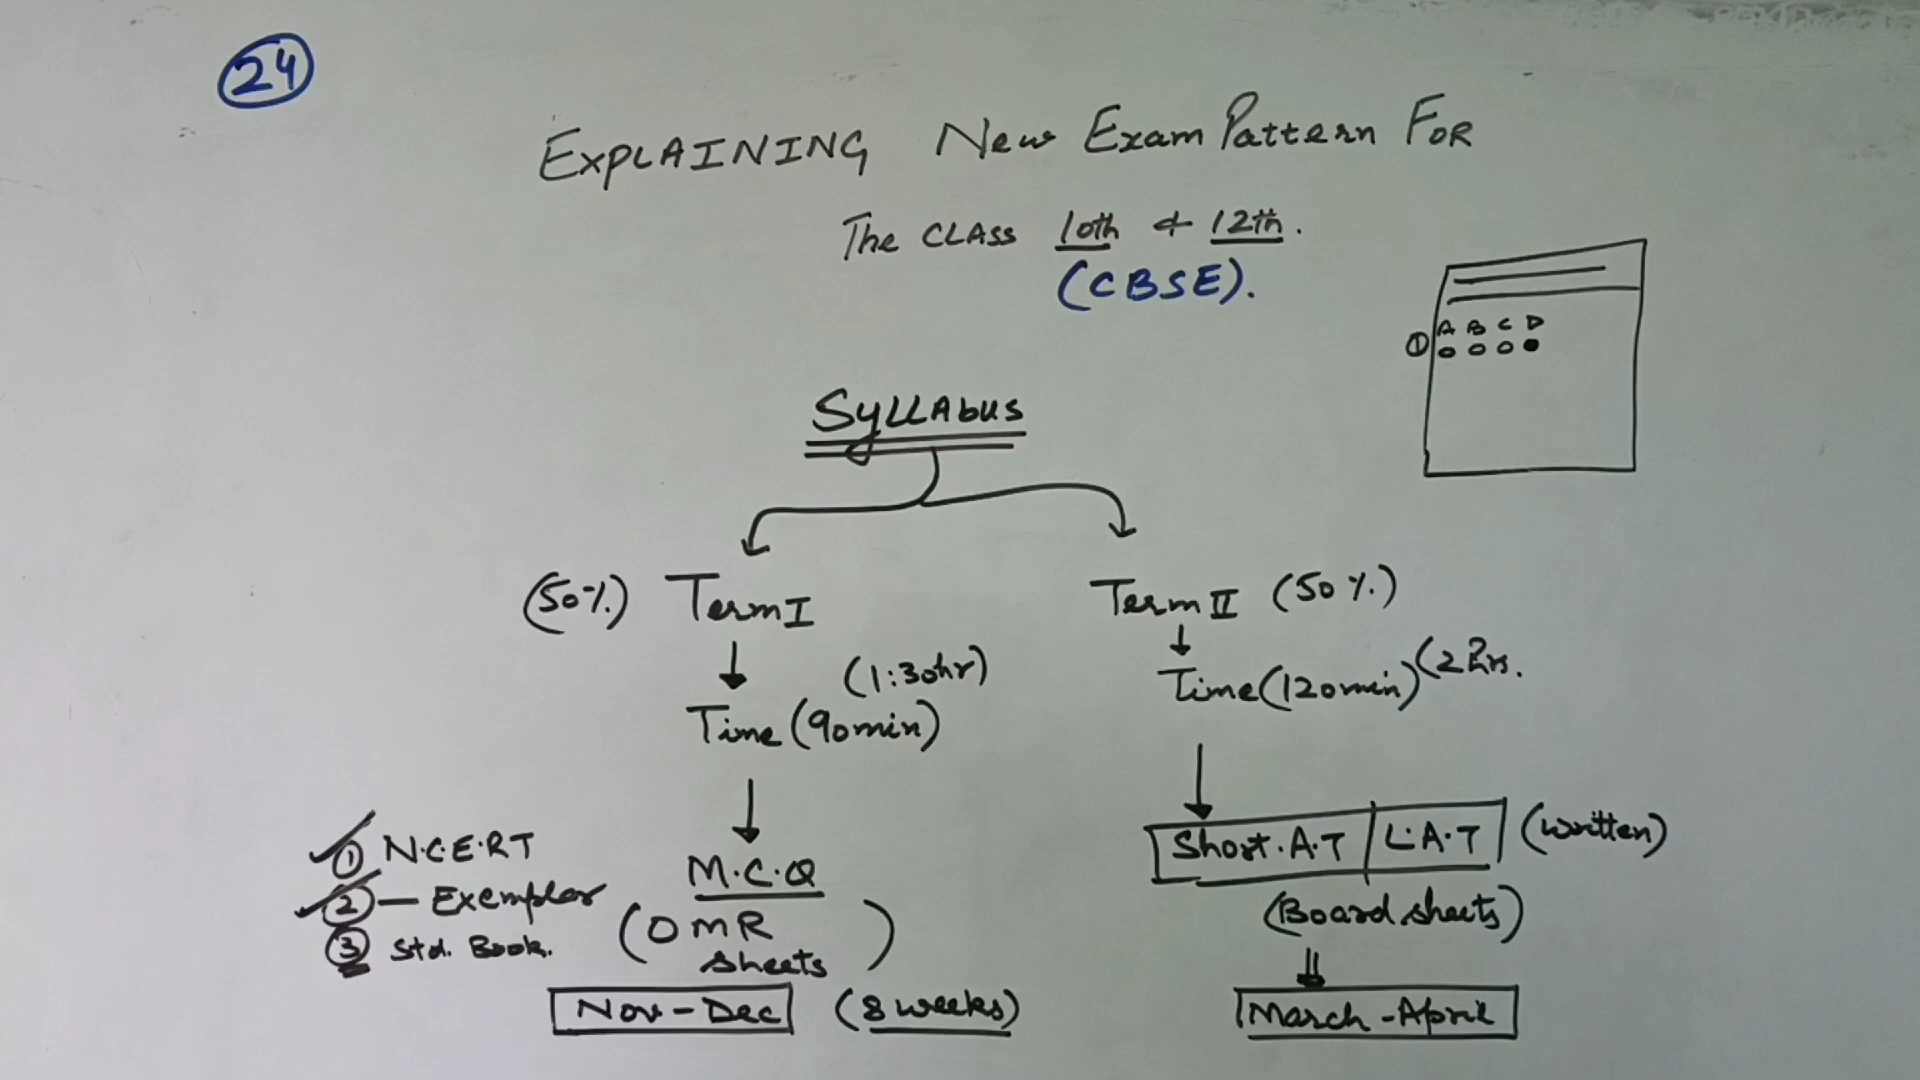 24
EXPLAINING New Exam Pattern FOR
The CLASS 10th & 12th.
(CBSE).
A B C D
①
SYLLABUS
(50%) Term I
Term II (50%)
(1:30hr)
Time (90min)
Time (120min) (2 hrs.
① N.C.E.R.T
② — Exemplar
③ Std. Book.
M.C.Q
(OMR
sheets)
Nov - Dec (8 weeks)
Short. A.T L.A.T (written)
(Board sheets)
March - April